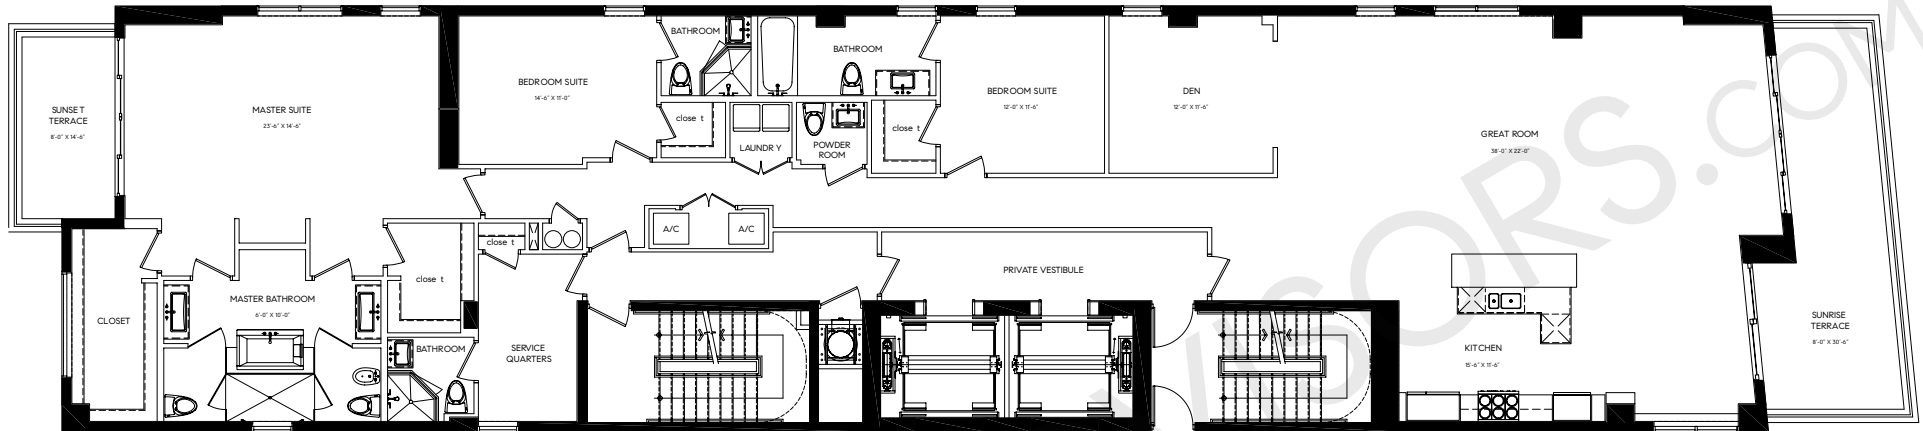 SUNSET
TERRACE
8'-0" X 14'-6"
MASTER SUITE
23'-6" X 14'-6"
BEDROOM SUITE
14'-6" X 11'-0"
BATHROOM
close t
LAUNDRY
BATHROOM
POWDER
ROOM
close t
BEDROOM SUITE
12'-0" X 11'-6"
DEN
12'-0" X 11'-6"
GREAT ROOM
38'-0" X 22'-0"
A/C
A/C
close t
close t
PRIVATE VESTIBULE
MASTER BATHROOM
6'-0" X 10'-0"
CLOSET
BATHROOM
SERVICE
QUARTERS
KITCHEN
15'-6" X 11'-6"
SUNRISE
TERRACE
8'-0" X 30'-6"
VISORS.COM